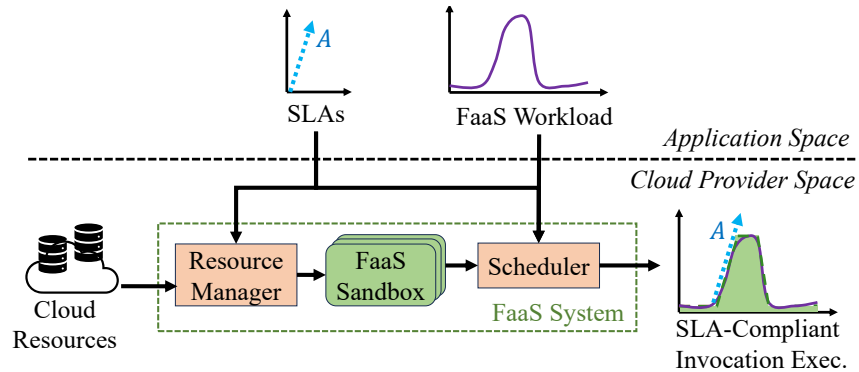 A
SLAs
FaaS Workload
Application Space
Cloud Provider Space
Cloud
Resources
Resource
Manager
FaaS
Sandbox
Scheduler
FaaS System
A
SLA-Compliant
Invocation Exec.